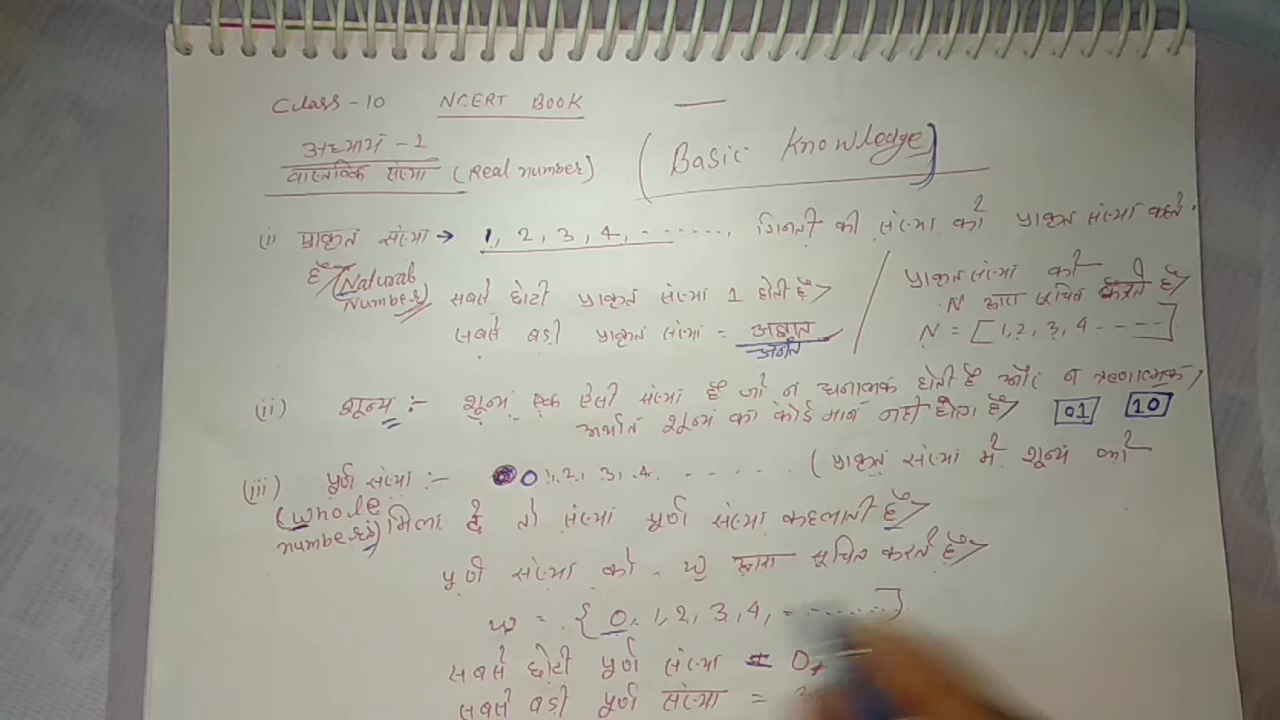 Class-10 NCERT BOOK
अध्याय -1
वास्तविक संख्या (Real number) (Basic Knowledge)
(i) प्राकृत संख्या → 1, 2, 3, 4, ------, गिनती की संख्या को प्राकृत संख्या कहते
हैं (Natural Numbers)
सबसे छोटी प्राकृत संख्या 1 होती है
सबसे बड़ी प्राकृत संख्या = अज्ञात
अनंत
प्राकृत संख्या को
N द्वारा सूचित करते है
N = [1, 2, 3, 4 -----]
(ii) शून्य :- शून्य एक ऐसी संख्या है जो न धनात्मक होती है और न ऋणात्मक,
अर्थात शून्य का कोई मान नहीं होता है 01 10
(iii) पूर्ण संख्या :- 0 1, 2, 3, 4, ------ (प्राकृत संख्या में शून्य को
(Whole numbers) मिला दे तो संख्या पूर्ण संख्या कहलाती है
पूर्ण संख्या को W द्वारा सूचित करते है
W = { 0, 1, 2, 3, 4, -------]
सबसे छोटी पूर्ण संख्या = 0
सबसे बड़ी पूर्ण संख्या =